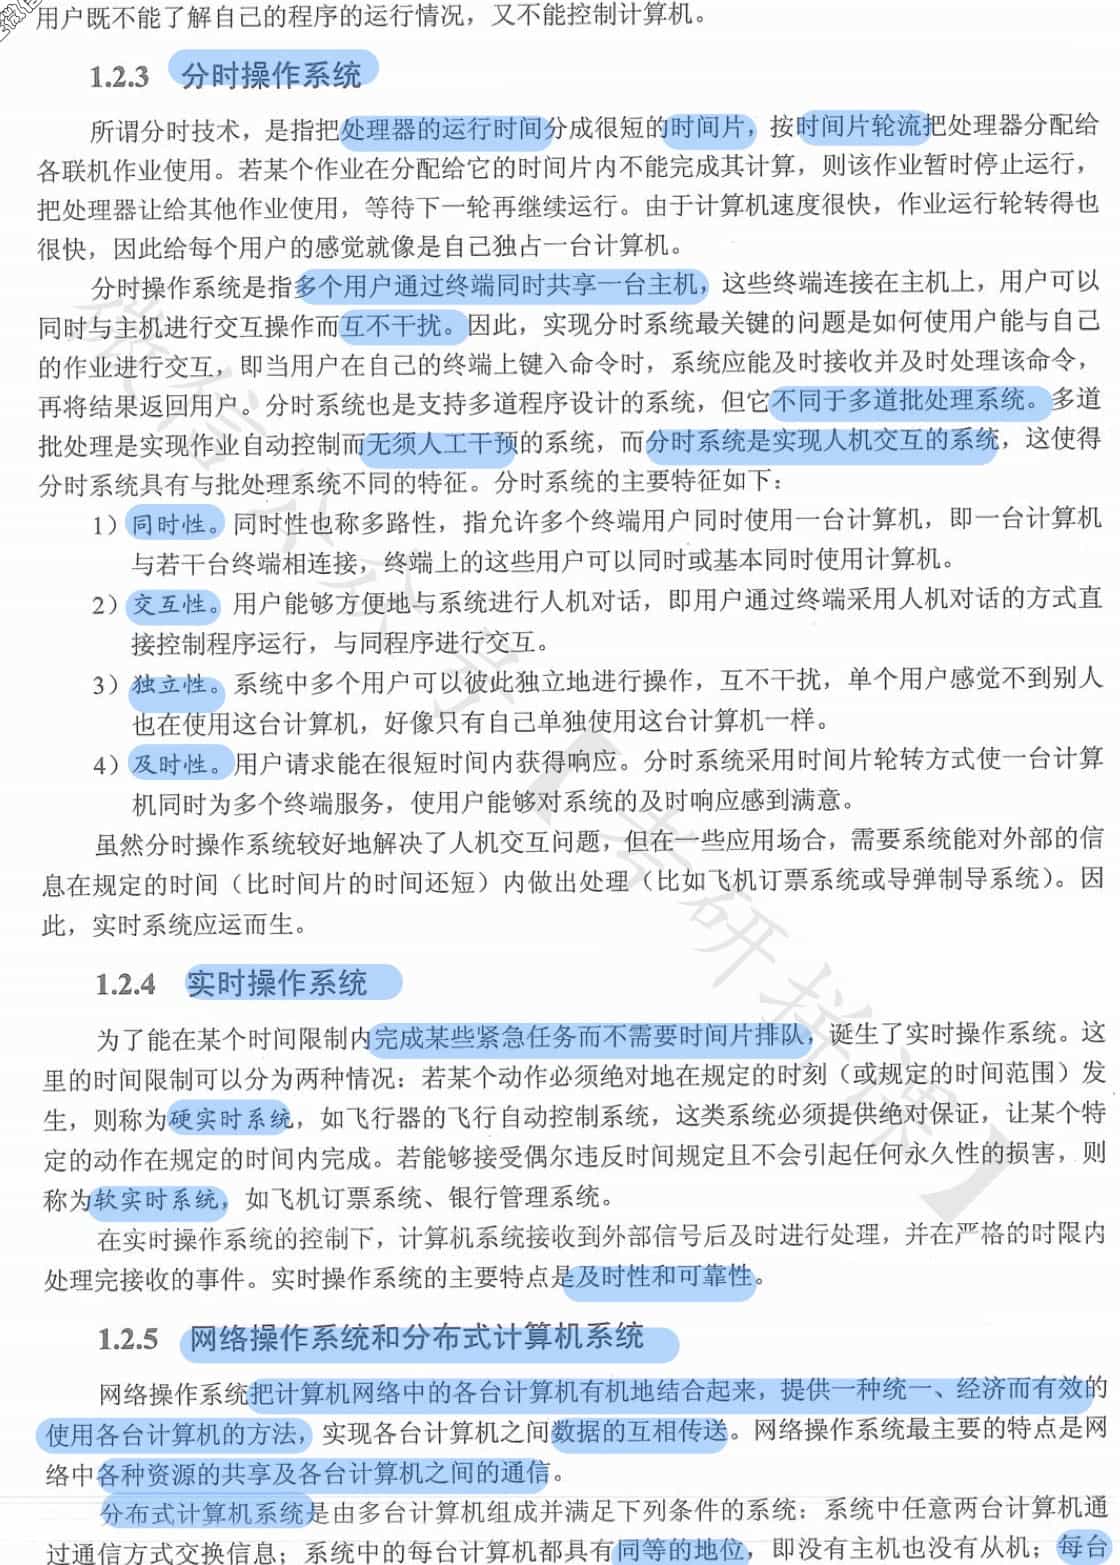 用户既不能了解自己的程序的运行情况，又不能控制计算机。
1.2.3 分时操作系统
所谓分时技术，是指把处理器的运行时间分成很短的时间片，按时间片轮流把处理器分配给
各联机作业使用。若某个作业在分配给它的时间片内不能完成其计算，则该作业暂时停止运行，
把处理器让给其他作业使用，等待下一轮再继续运行。由于计算机速度很快，作业运行轮转得也
很快，因此给每个用户的感觉就像是自己独占一台计算机。
分时操作系统是指多个用户通过终端同时共享一台主机，这些终端连接在主机上，用户可以
同时与主机进行交互操作而互不干扰。因此，实现分时系统最关键的问题是如何使用户能与自己
的作业进行交互，即当用户在自己的终端上键入命令时，系统应能及时接收并及时处理该命令，
再将结果返回用户。分时系统也是支持多道程序设计的系统，但它不同于多道批处理系统。多道
批处理是实现作业自动控制而无须人工干预的系统，而分时系统是实现人机交互的系统，这使得
分时系统具有与批处理系统不同的特征。分时系统的主要特征如下：
1）同时性。同时性也称多路性，指允许多个终端用户同时使用一台计算机，即一台计算机
与若干台终端相连接，终端上的这些用户可以同时或基本同时使用计算机。
2）交互性。用户能够方便地与系统进行人机对话，即用户通过终端采用人机对话的方式直
接控制程序运行，与同程序进行交互。
3）独立性。系统中多个用户可以彼此独立地进行操作，互不干扰，单个用户感觉不到别人
也在使用这台计算机，好像只有自己单独使用这台计算机一样。
4）及时性。用户请求能在很短时间内获得响应。分时系统采用时间片轮转方式使一台计算
机同时为多个终端服务，使用户能够对系统的及时响应感到满意。
虽然分时操作系统较好地解决了人机交互问题，但在一些应用场合，需要系统能对外部的信
息在规定的时间（比时间片的时间还短）内做出处理（比如飞机订票系统或导弹制导系统）。因
此，实时系统应运而生。
1.2.4 实时操作系统
为了能在某个时间限制内完成某些紧急任务而不需要时间片排队，诞生了实时操作系统。这
里的时间限制可以分为两种情况：若某个动作必须绝对地在规定的时刻（或规定的时间范围）发
生，则称为硬实时系统，如飞行器的飞行自动控制系统，这类系统必须提供绝对保证，让某个特
定的动作在规定的时间内完成。若能够接受偶尔违反时间规定且不会引起任何永久性的损害，则
称为软实时系统，如飞机订票系统、银行管理系统。
在实时操作系统的控制下，计算机系统接收到外部信号后及时进行处理，并在严格的时限内
处理完接收的事件。实时操作系统的主要特点是及时性和可靠性。
1.2.5 网络操作系统和分布式计算机系统
网络操作系统把计算机网络中的各台计算机有机地结合起来，提供一种统一、经济而有效的
使用各台计算机的方法，实现各台计算机之间数据的互相传送。网络操作系统最主要的特点是网
络中各种资源的共享及各台计算机之间的通信。
分布式计算机系统是由多台计算机组成并满足下列条件的系统：系统中任意两台计算机通
过通信方式交换信息；系统中的每台计算机都具有同等的地位，即没有主机也没有从机；每台
微信公众号【考研拼课】